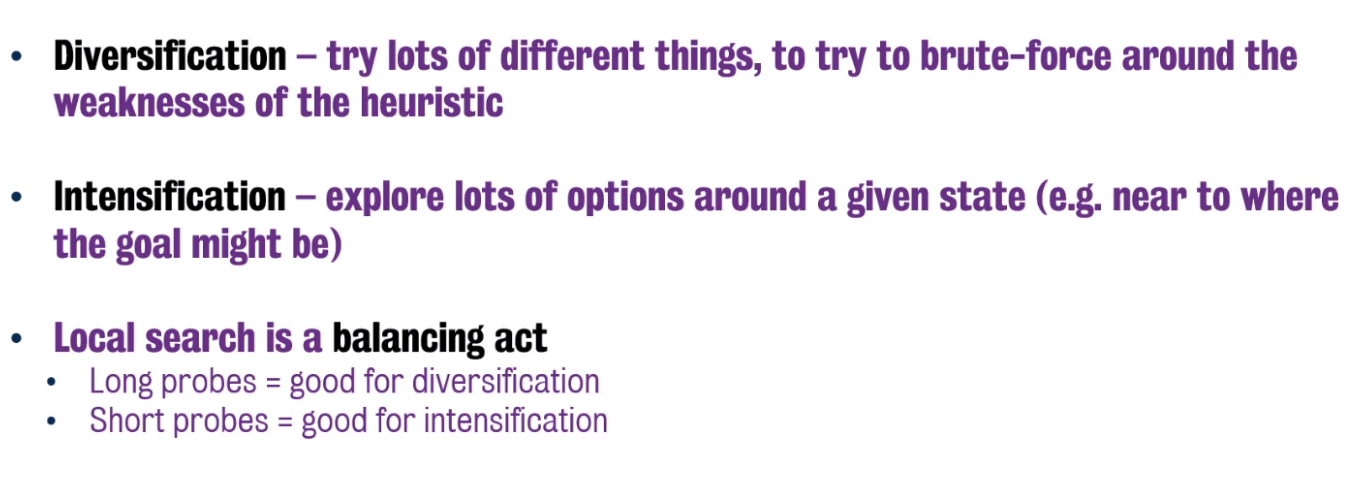 • Diversification – try lots of different things, to try to brute-force around the
weaknesses of the heuristic
• Intensification – explore lots of options around a given state (e.g. near to where
the goal might be)
• Local search is a balancing act
• Long probes = good for diversification
• Short probes = good for intensification